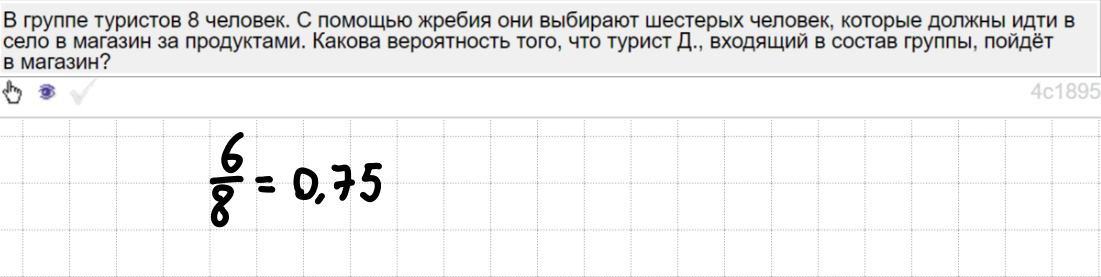 В группе туристов 8 человек. С помощью жребия они выбирают шестерых человек, которые должны идти в
село в магазин за продуктами. Какова вероятность того, что турист Д., входящий в состав группы, пойдёт
в магазин?
4c1895
6/8 = 0,75